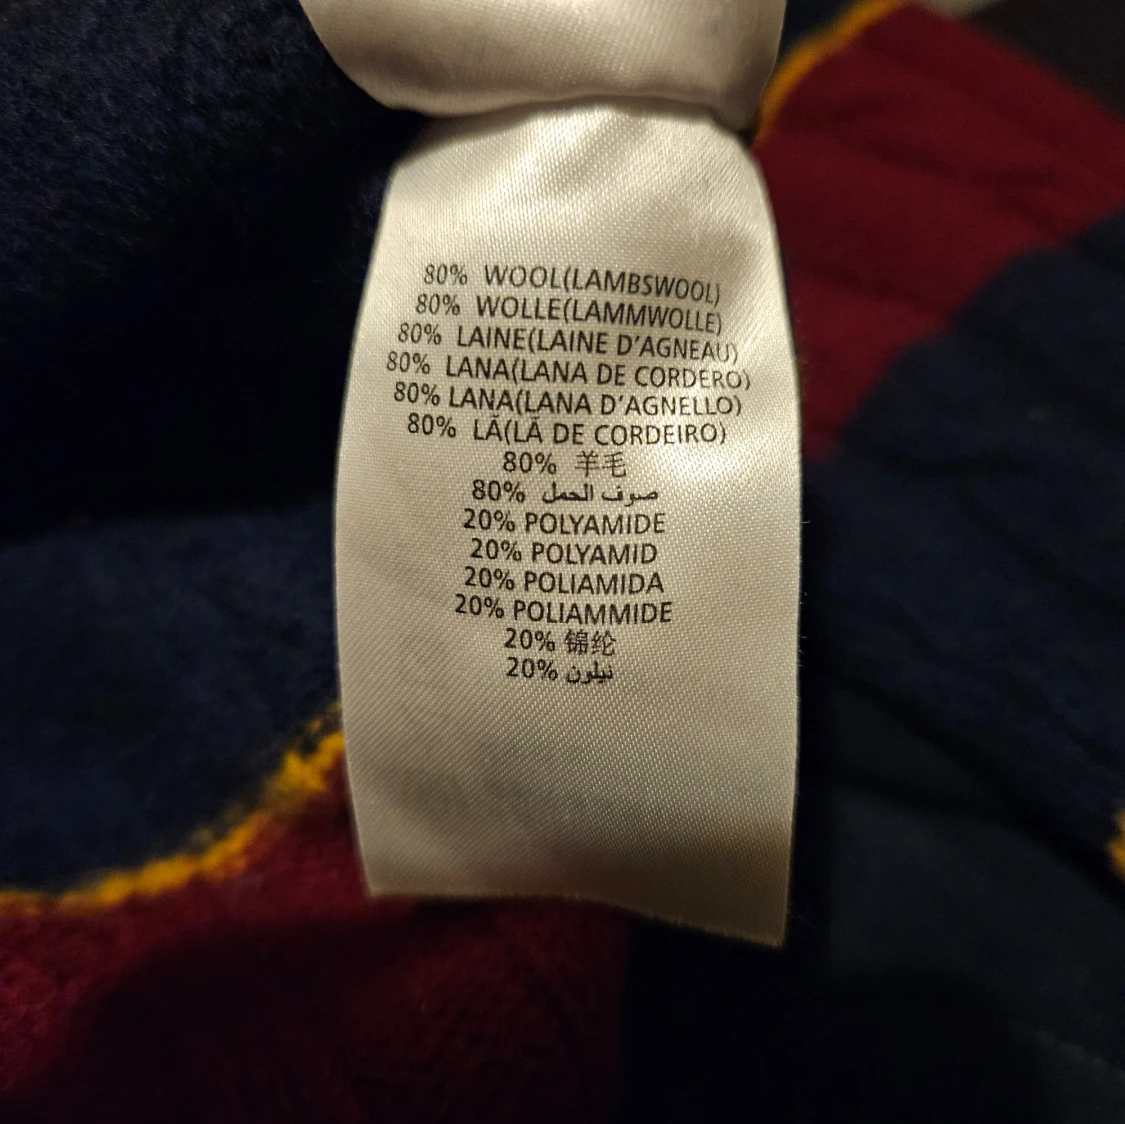 80% WOOL(LAMBSWOOL)
80% WOLLE(LAMMWOLLE)
80% LAINE(LAINE D'AGNEAU)
80% LANA(LANA DE CORDERO)
80% LANA(LANA D'AGNELLO)
80% LÃ(LÃ DE CORDEIRO)
80% 羊毛
80% صوف الحمل
20% POLYAMIDE
20% POLYAMID
20% POLIAMIDA
20% POLIAMMIDE
20% 锦纶
20% نيلون